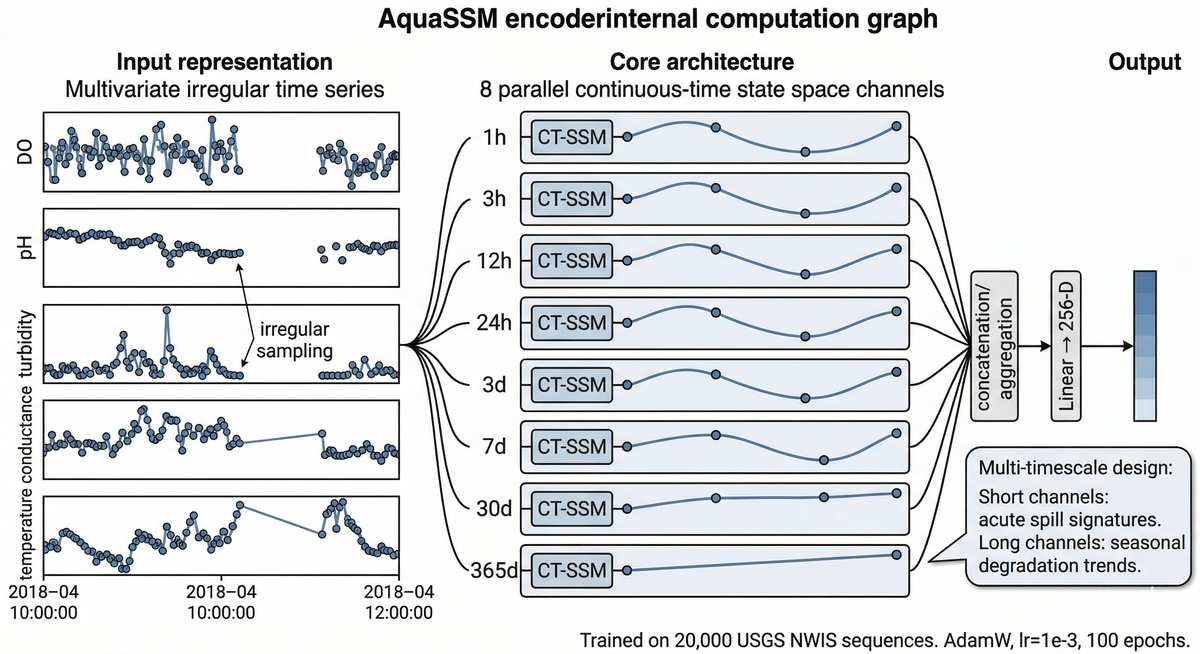 AquaSSM encoderinternal computation graph
Input representation
Multivariate irregular time series
DO
pH
turbidity
conductance
temperature
irregular
sampling
2018–04
10:00:00
2018–04
10:00:00
2018–04
12:00:00
Core architecture
8 parallel continuous-time state space channels
1h
CT-SSM
3h
CT-SSM
12h
CT-SSM
24h
CT-SSM
3d
CT-SSM
7d
CT-SSM
30d
CT-SSM
365d
CT-SSM
Output
concatenation/
aggregation
Linear → 256-D
Multi-timescale design:
Short channels:
acute spill signatures.
Long channels: seasonal
degradation trends.
Trained on 20,000 USGS NWIS sequences. AdamW, lr=1e-3, 100 epochs.